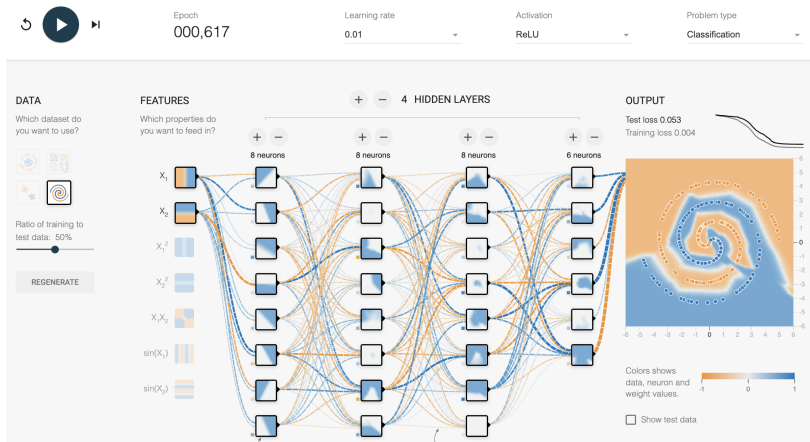 Epoch
000,617
Learning rate
0.01
Activation
ReLU
Problem type
Classification
DATA
Which dataset do
you want to use?
Ratio of training to
test data: 50%
REGENERATE
FEATURES
Which properties do
you want to feed in?
X₁
X₂
X₁²
X₂²
X₁X₂
sin(X₁)
sin(X₂)
+ − 4 HIDDEN LAYERS
+ −
8 neurons
+ −
8 neurons
+ −
8 neurons
+ −
6 neurons
OUTPUT
Test loss 0.053
Training loss 0.004
6
5
4
3
2
1
0
-1
-2
-3
-4
-5
-6
-6 -5 -4 -3 -2 -1 0 1 2 3 4 5 6
Colors shows
data, neuron and
weight values.
-1 0 1
Show test data